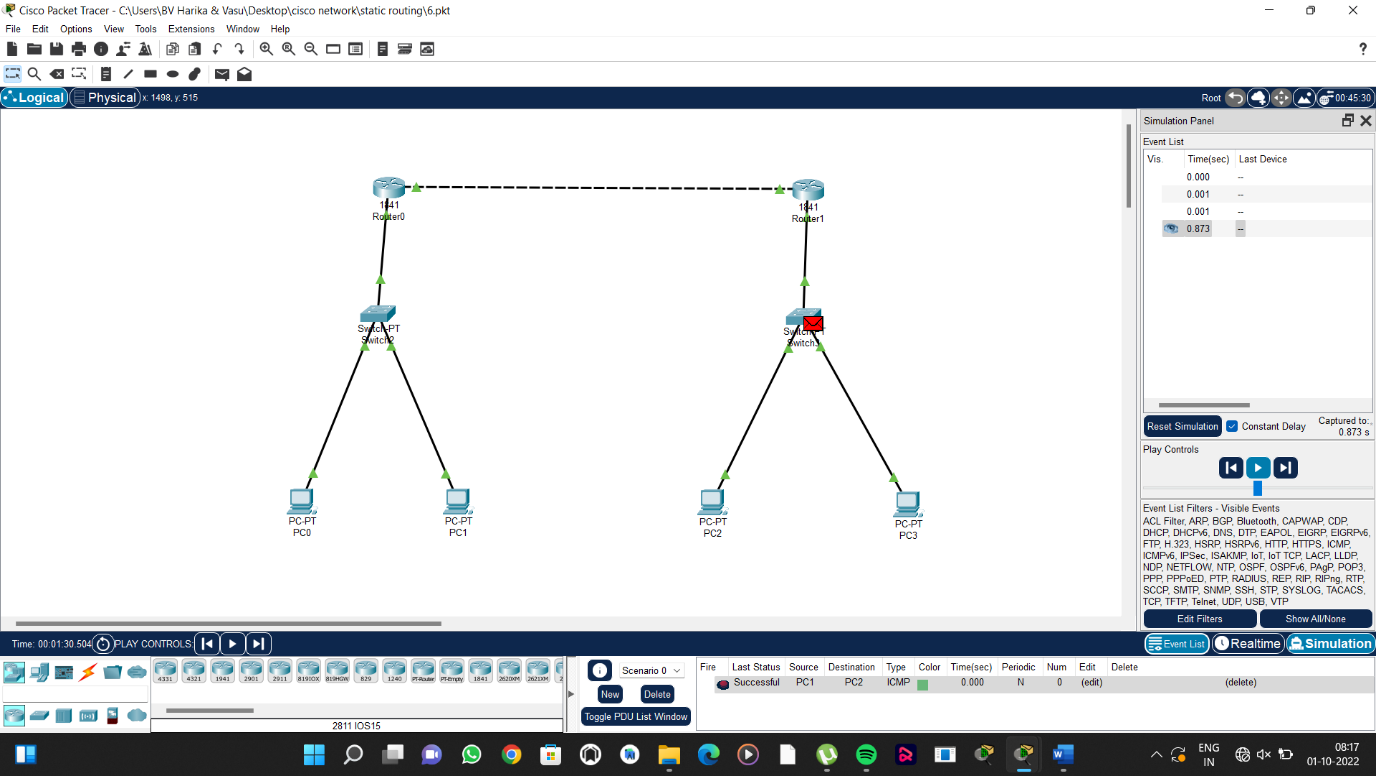 Cisco Packet Tracer - C:\Users\BV Harika & Vasu\Desktop\cisco network\static routing\6.pkt
File Edit Options View Tools Extensions Window Help
?
Logical Physical x: 1498, y: 515 Root 00:45:30
Simulation Panel
Event List
Vis. Time(sec) Last Device
0.000 --
0.001 --
0.001 --
0.873 --
Reset Simulation Constant Delay Captured to:
0.873 s
Play Controls
Event List Filters - Visible Events
ACL Filter, ARP, BGP, Bluetooth, CAPWAP, CDP,
DHCP, DHCPv6, DNS, DTP, EAPOL, EIGRP, EIGRPv6,
FTP, H.323, HSRP, HSRPv6, HTTP, HTTPS, ICMP,
ICMPv6, IPSec, ISAKMP, IoT, IoT TCP, LACP, LLDP,
NDP, NETFLOW, NTP, OSPF, OSPFv6, PAgP, POP3,
PPP, PPPoED, PTP, RADIUS, REP, RIP, RIPng, RTP,
SCCP, SMTP, SNMP, SSH, STP, SYSLOG, TACACS,
TCP, TFTP, Telnet, UDP, USB, VTP
Edit Filters Show All/None
1841
Router0
1841
Router1
Switch-PT
Switch2
Switch3
PC-PT
PC0
PC-PT
PC1
PC-PT
PC2
PC-PT
PC3
Time: 00:01:30.504 PLAY CONTROLS: Event List Realtime Simulation
4331 4321 1941 2901 2911 819IOX 819HGW 829 1240 PT-Router PT-Empty 1841 2620XM 2621XM
2811 IOS15
Scenario 0
New Delete
Toggle PDU List Window
Fire Last Status Source Destination Type Color Time(sec) Periodic Num Edit Delete
Successful PC1 PC2 ICMP 0.000 N 0 (edit) (delete)
ENG
IN
08:17
01-10-2022